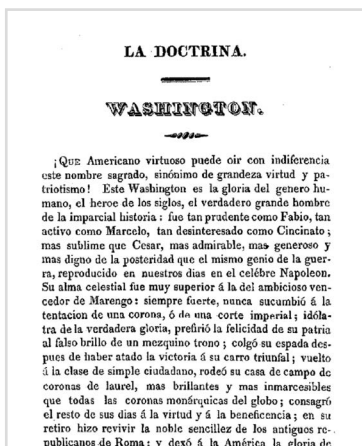 LA DOCTRINA.
WASHINGTON.
¡QUE Americano virtuoso puede oir con indiferencia
este nombre sagrado, sinónimo de grandeza virtud y pa-
triotismo! Este Washington es la gloria del genero hu-
mano, el heroe de los siglos, el verdadero grande hombre
de la imparcial historia: fue tan prudente como Fabio, tan
activo como Marcelo, tan desinteresado como Cincinato;
mas sublime que Cesar, mas admirable, mas generoso y
mas digno de la posteridad que el mismo genio de la guer-
ra, reproducido en nuestros dias en el celébre Napoleon.
Su alma celestial fue muy superior á la del ambicioso ven-
cedor de Marengo: siempre fuerte, nunca sucumbió á la
tentacion de una corona, ó de una corte imperial; idóla-
tra de la verdadera gloria, prefirió la felicidad de su patria
al falso brillo de un mezquino trono; colgó su espada des-
pues de haber atado la victoria á su carro triunfal; vuelto
á la clase de simple ciudadano, rodeó su casa de campo de
coronas de laurel, mas brillantes y mas inmarcesibles
que todas las coronas monárquicas del globo; consagró
el resto de sus dias á la virtud y á la beneficencia; en su
retiro hizo revivir la noble sencillez de los antiguos re-
publicanos de Roma; y dexó á la América la gloria de